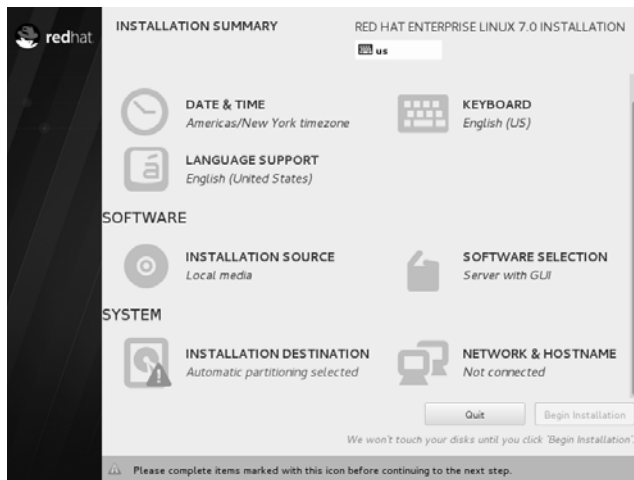 redhat
INSTALLATION SUMMARY
RED HAT ENTERPRISE LINUX 7.0 INSTALLATION
us
DATE & TIME
Americas/New York timezone
KEYBOARD
English (US)
á
LANGUAGE SUPPORT
English (United States)
SOFTWARE
INSTALLATION SOURCE
Local media
SOFTWARE SELECTION
Server with GUI
SYSTEM
INSTALLATION DESTINATION
Automatic partitioning selected
NETWORK & HOSTNAME
Not connected
Quit
Begin Installation
We won't touch your disks until you click 'Begin Installation'.
Please complete items marked with this icon before continuing to the next step.